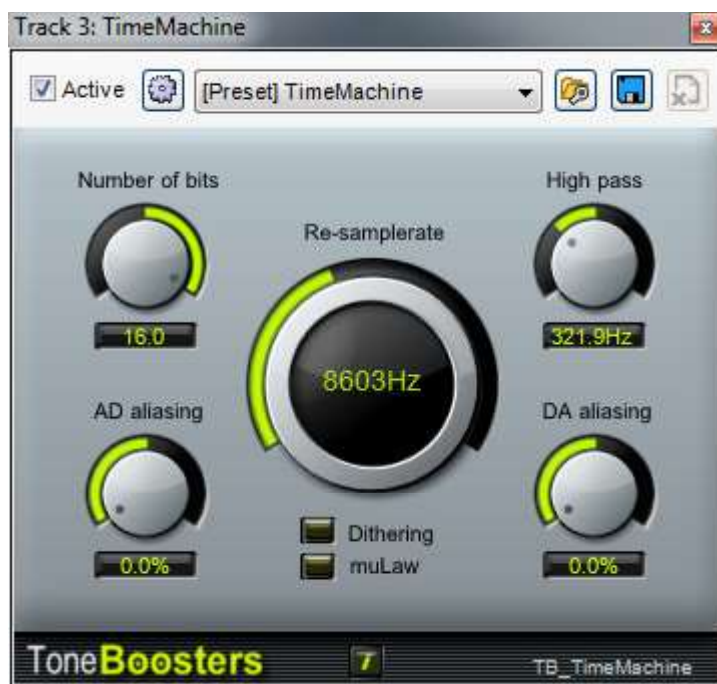 Track 3: TimeMachine
Active
[Preset] TimeMachine
Number of bits
High pass
Re-samplerate
16.0
321.9Hz
8603Hz
AD aliasing
DA aliasing
Dithering
0.0%
muLaw
0.0%
ToneBoosters
T
TB_TimeMachine